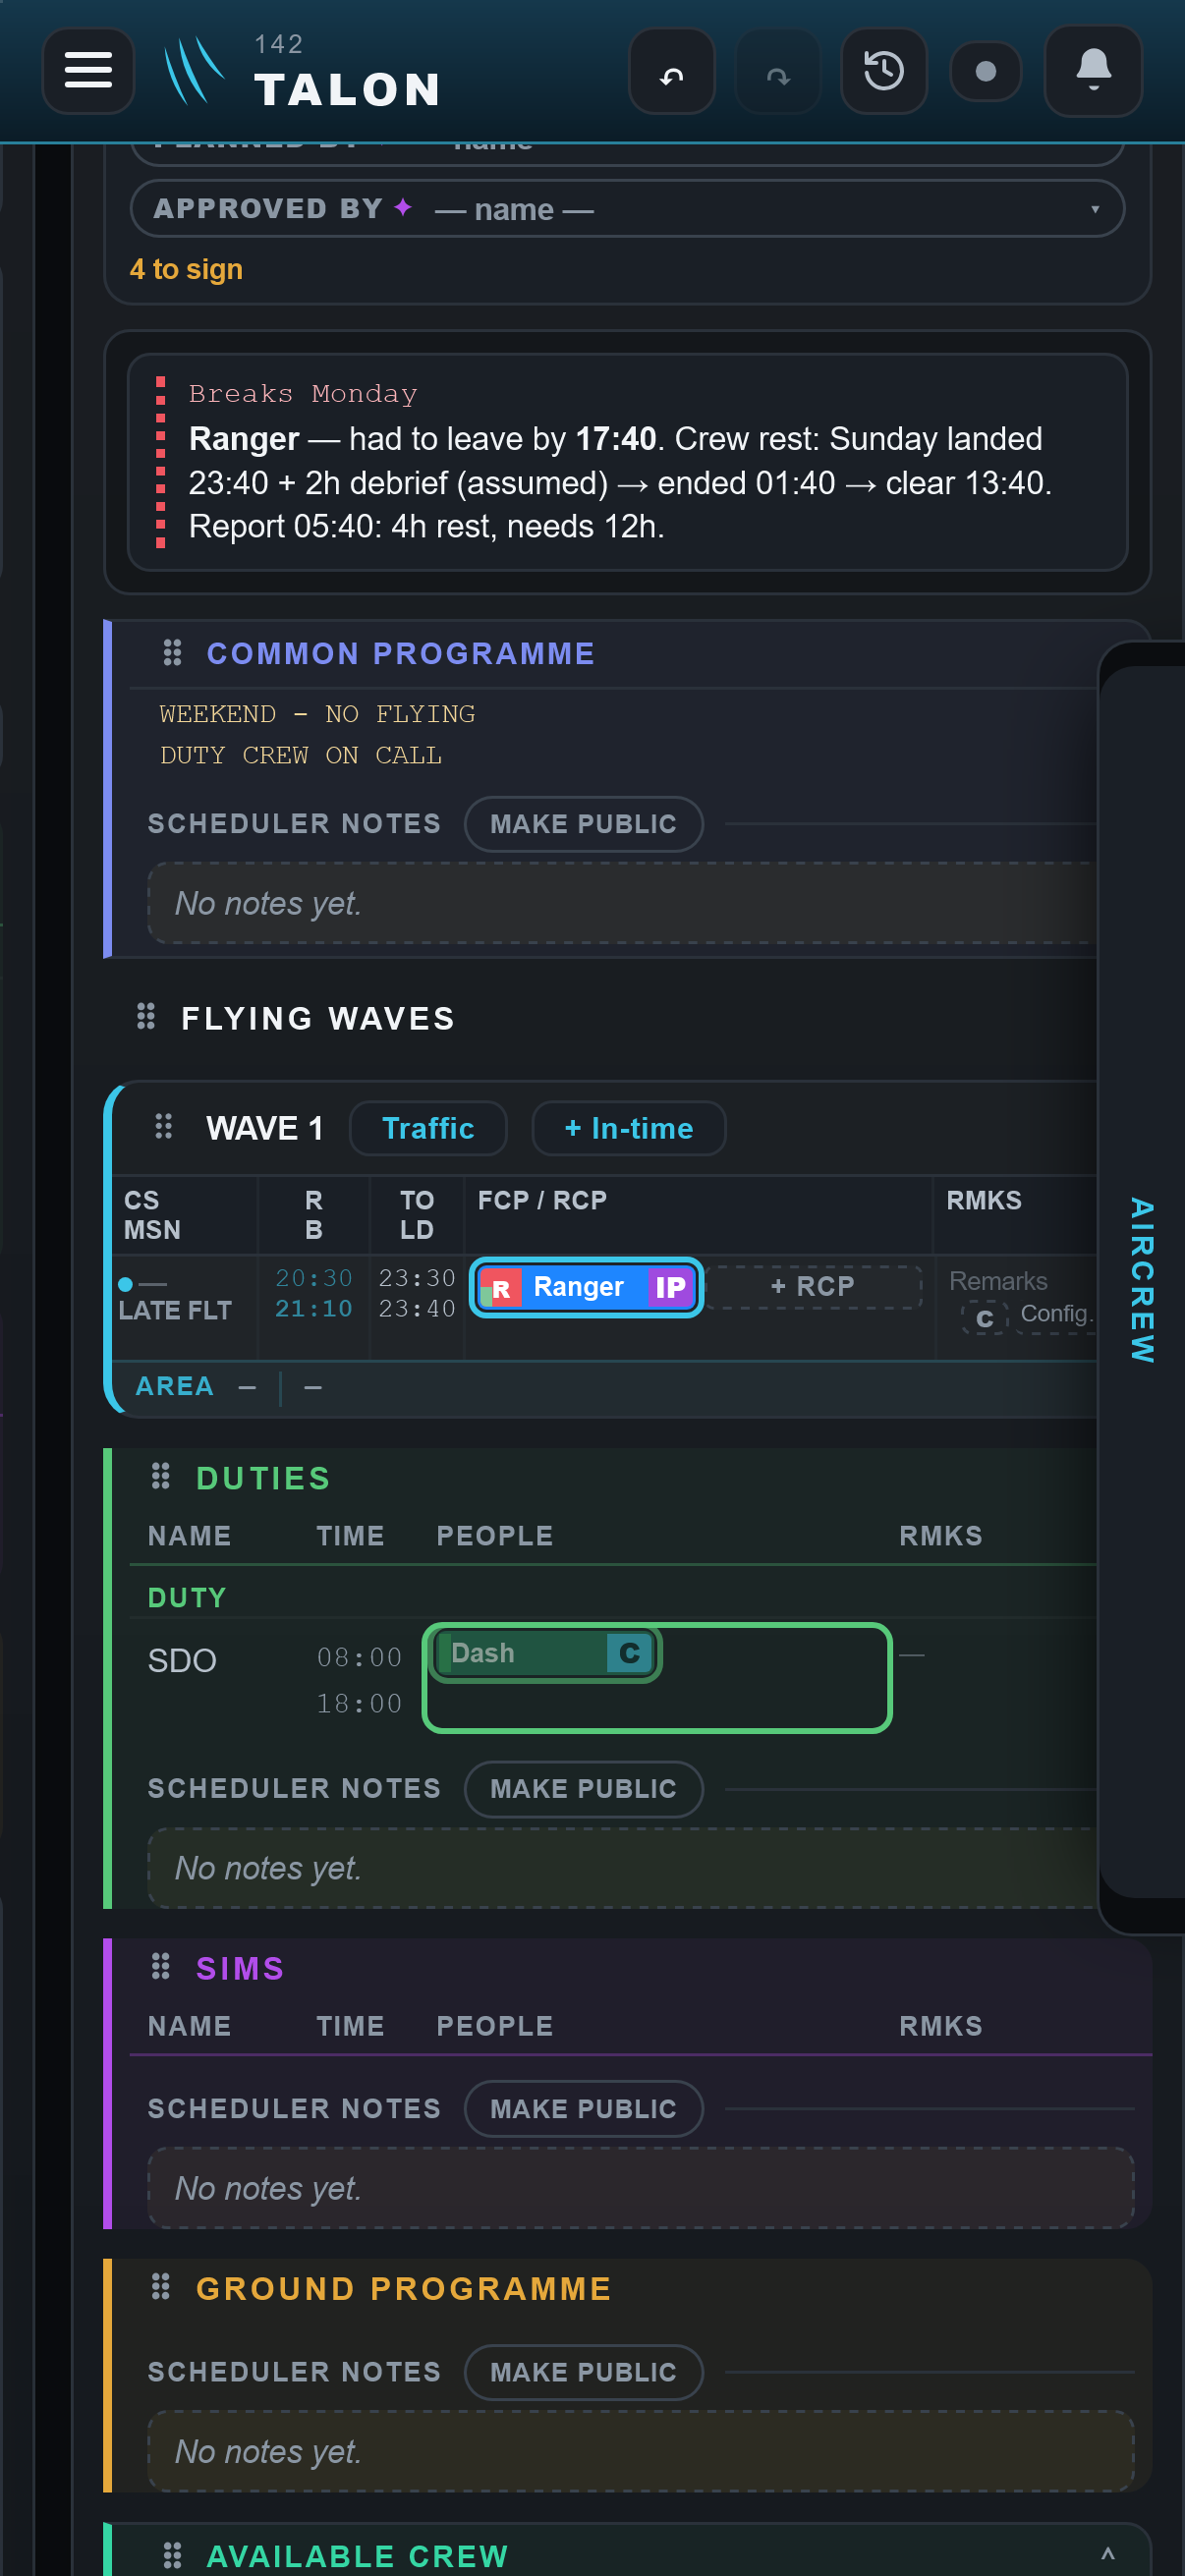 142
TALON
APPROVED BY ✦ — name —
4 to sign
Breaks Monday
Ranger — had to leave by 17:40. Crew rest: Sunday landed
23:40 + 2h debrief (assumed) → ended 01:40 → clear 13:40.
Report 05:40: 4h rest, needs 12h.
COMMON PROGRAMME
WEEKEND – NO FLYING
DUTY CREW ON CALL
SCHEDULER NOTES MAKE PUBLIC
No notes yet.
FLYING WAVES
WAVE 1 Traffic + In-time
CS R TO FCP / RCP RMKS
MSN B LD
— 20:30 23:30 R Ranger IP + RCP Remarks
LATE FLT 21:10 23:40 C Config.
AREA – –
DUTIES
NAME TIME PEOPLE RMKS
DUTY
SDO 08:00 Dash C —
18:00
SCHEDULER NOTES MAKE PUBLIC
No notes yet.
SIMS
NAME TIME PEOPLE RMKS
SCHEDULER NOTES MAKE PUBLIC
No notes yet.
GROUND PROGRAMME
SCHEDULER NOTES MAKE PUBLIC
No notes yet.
AVAILABLE CREW
AIRCREW